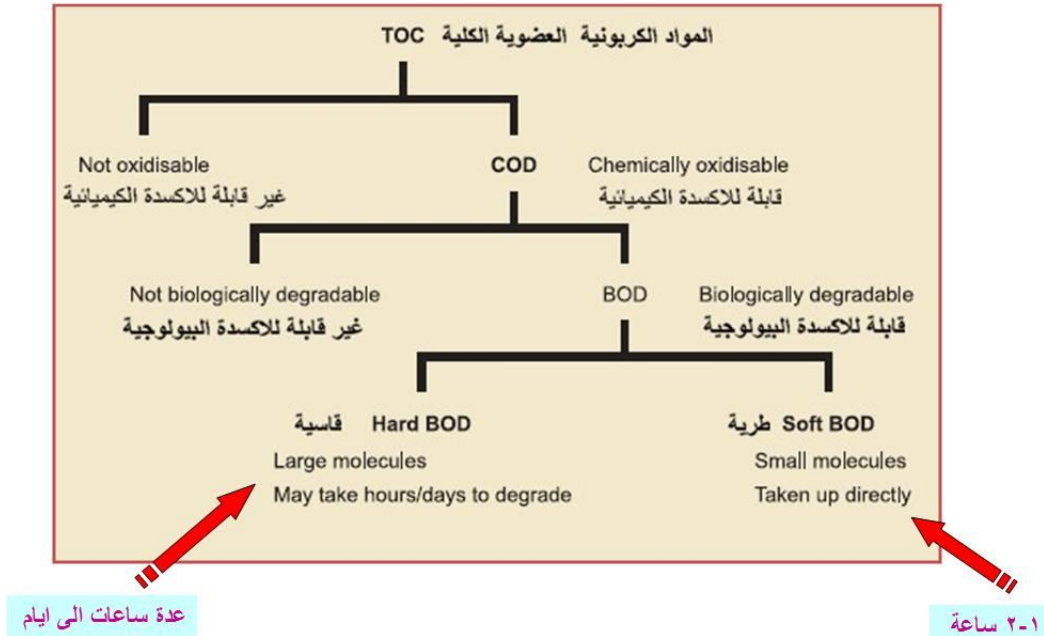 المواد الكربونية العضوية الكلية TOC
Not oxidisable
غير قابلة للاكسدة الكيميائية
COD
Chemically oxidisable
قابلة للاكسدة الكيميائية
Not biologically degradable
غير قابلة للاكسدة البيولوجية
BOD
Biologically degradable
قابلة للاكسدة البيولوجية
قاسية Hard BOD
Large molecules
May take hours/days to degrade
طرية Soft BOD
Small molecules
Taken up directly
عدة ساعات الى ايام
١-٢ ساعة